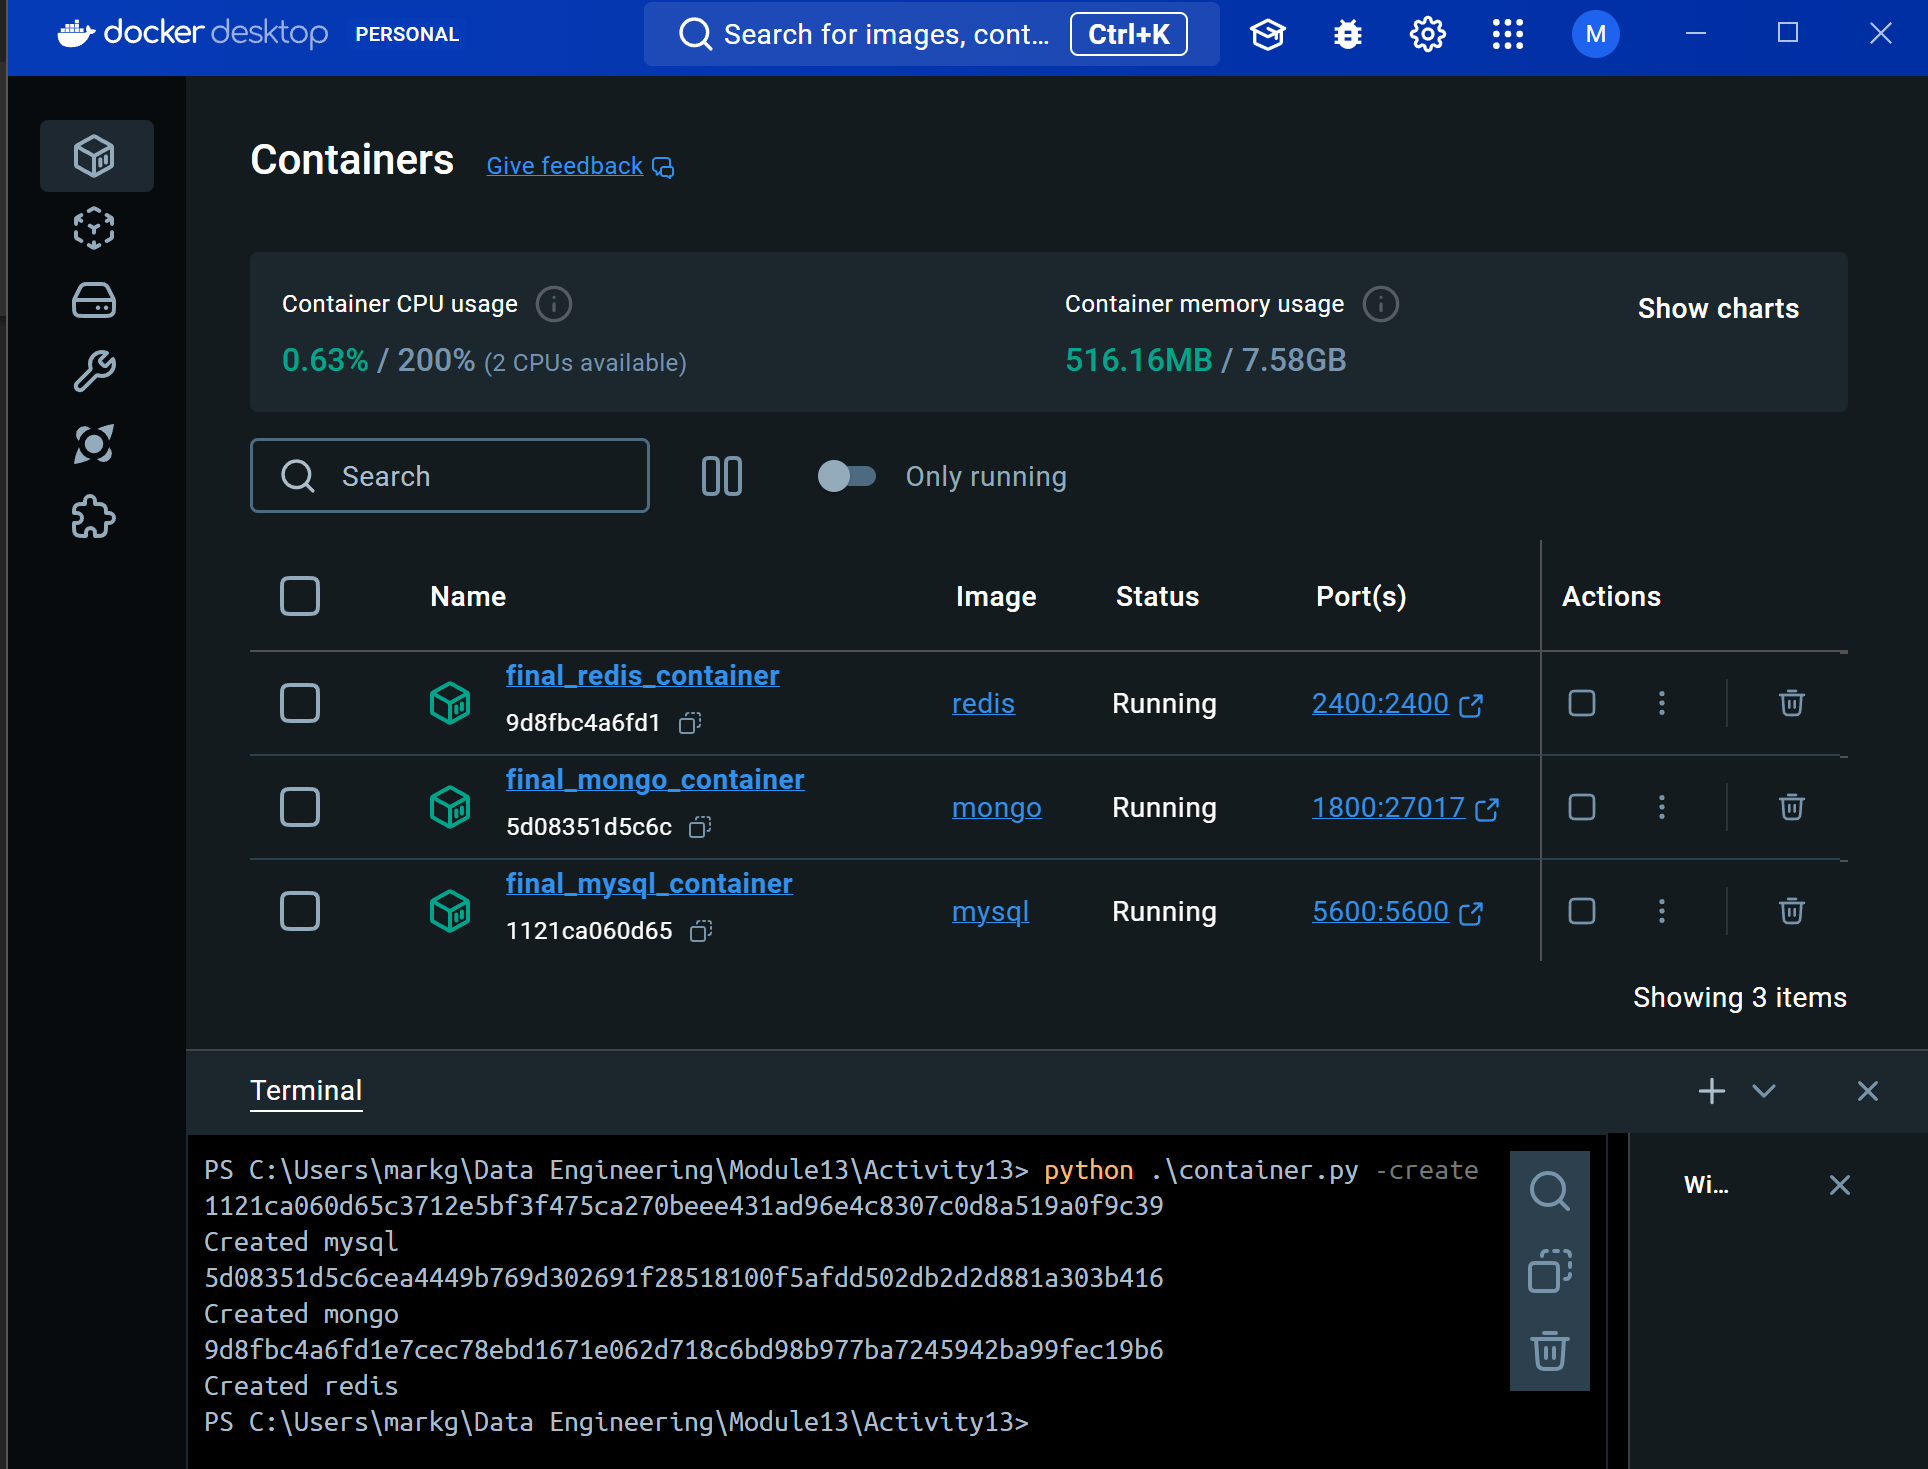 docker desktop PERSONAL Search for images, cont... Ctrl+K M
Containers Give feedback
Container CPU usage Container memory usage Show charts
0.63% / 200% (2 CPUs available) 516.16MB / 7.58GB
Search Only running
Name Image Status Port(s) Actions
final_redis_container
9d8fbc4a6fd1 redis Running 2400:2400
final_mongo_container
5d08351d5c6c mongo Running 1800:27017
final_mysql_container
1121ca060d65 mysql Running 5600:5600
Showing 3 items
Terminal
PS C:\Users\markg\Data Engineering\Module13\Activity13> python .\container.py -create
1121ca060d65c3712e5bf3f475ca270beee431ad96e4c8307c0d8a519a0f9c39
Created mysql
5d08351d5c6cea4449b769d302691f28518100f5afdd502db2d2d881a303b416
Created mongo
9d8fbc4a6fd1e7cec78ebd1671e062d718c6bd98b977ba7245942ba99fec19b6
Created redis
PS C:\Users\markg\Data Engineering\Module13\Activity13>
Wi...